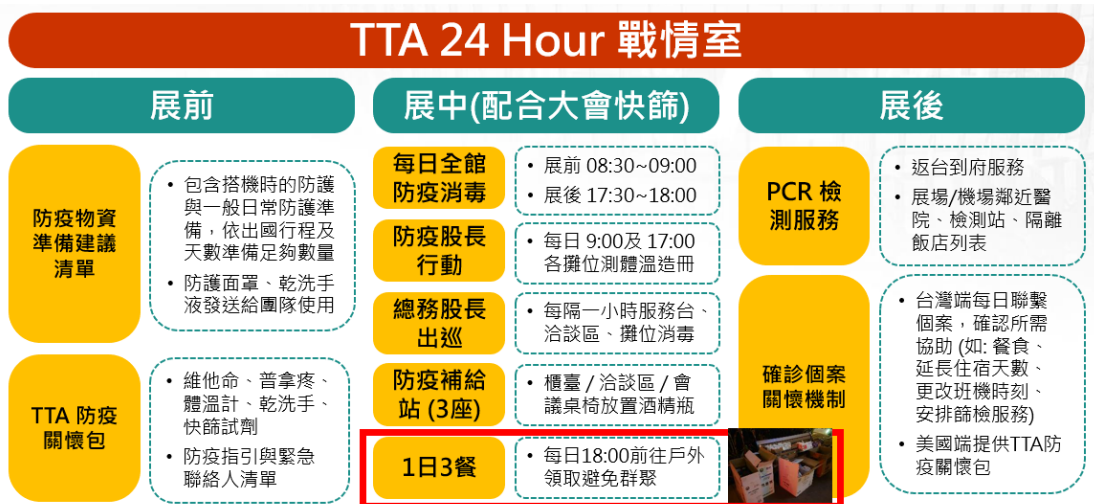 TTA 24 Hour 戰情室
展前
防疫物資
準備建議
清單
• 包含搭機時的防護
與一般日常防護準
備，依出國行程及
天數準備足夠數量
• 防護面罩、乾洗手
液發送給團隊使用
TTA 防疫
關懷包
• 維他命、普拿疼、
體溫計、乾洗手、
快篩試劑
• 防疫指引與緊急
聯絡人清單
展中(配合大會快篩)
每日全館
防疫消毒
• 展前 08:30~09:00
• 展後 17:30~18:00
防疫股長
行動
• 每日 9:00及 17:00
各攤位測體溫造冊
總務股長
出巡
• 每隔一小時服務台、
洽談區、攤位消毒
防疫補給
站 (3座)
• 櫃臺 / 洽談區 / 會
議桌椅放置酒精瓶
1日3餐
• 每日18:00前往戶外
領取避免群聚
展後
PCR 檢
測服務
• 返台到府服務
• 展場/機場鄰近醫
院、檢測站、隔離
飯店列表
確診個案
關懷機制
• 台灣端每日聯繫
個案，確認所需
協助 (如: 餐食、
延長住宿天數、
更改班機時刻、
安排篩檢服務)
• 美國端提供TTA防
疫關懷包